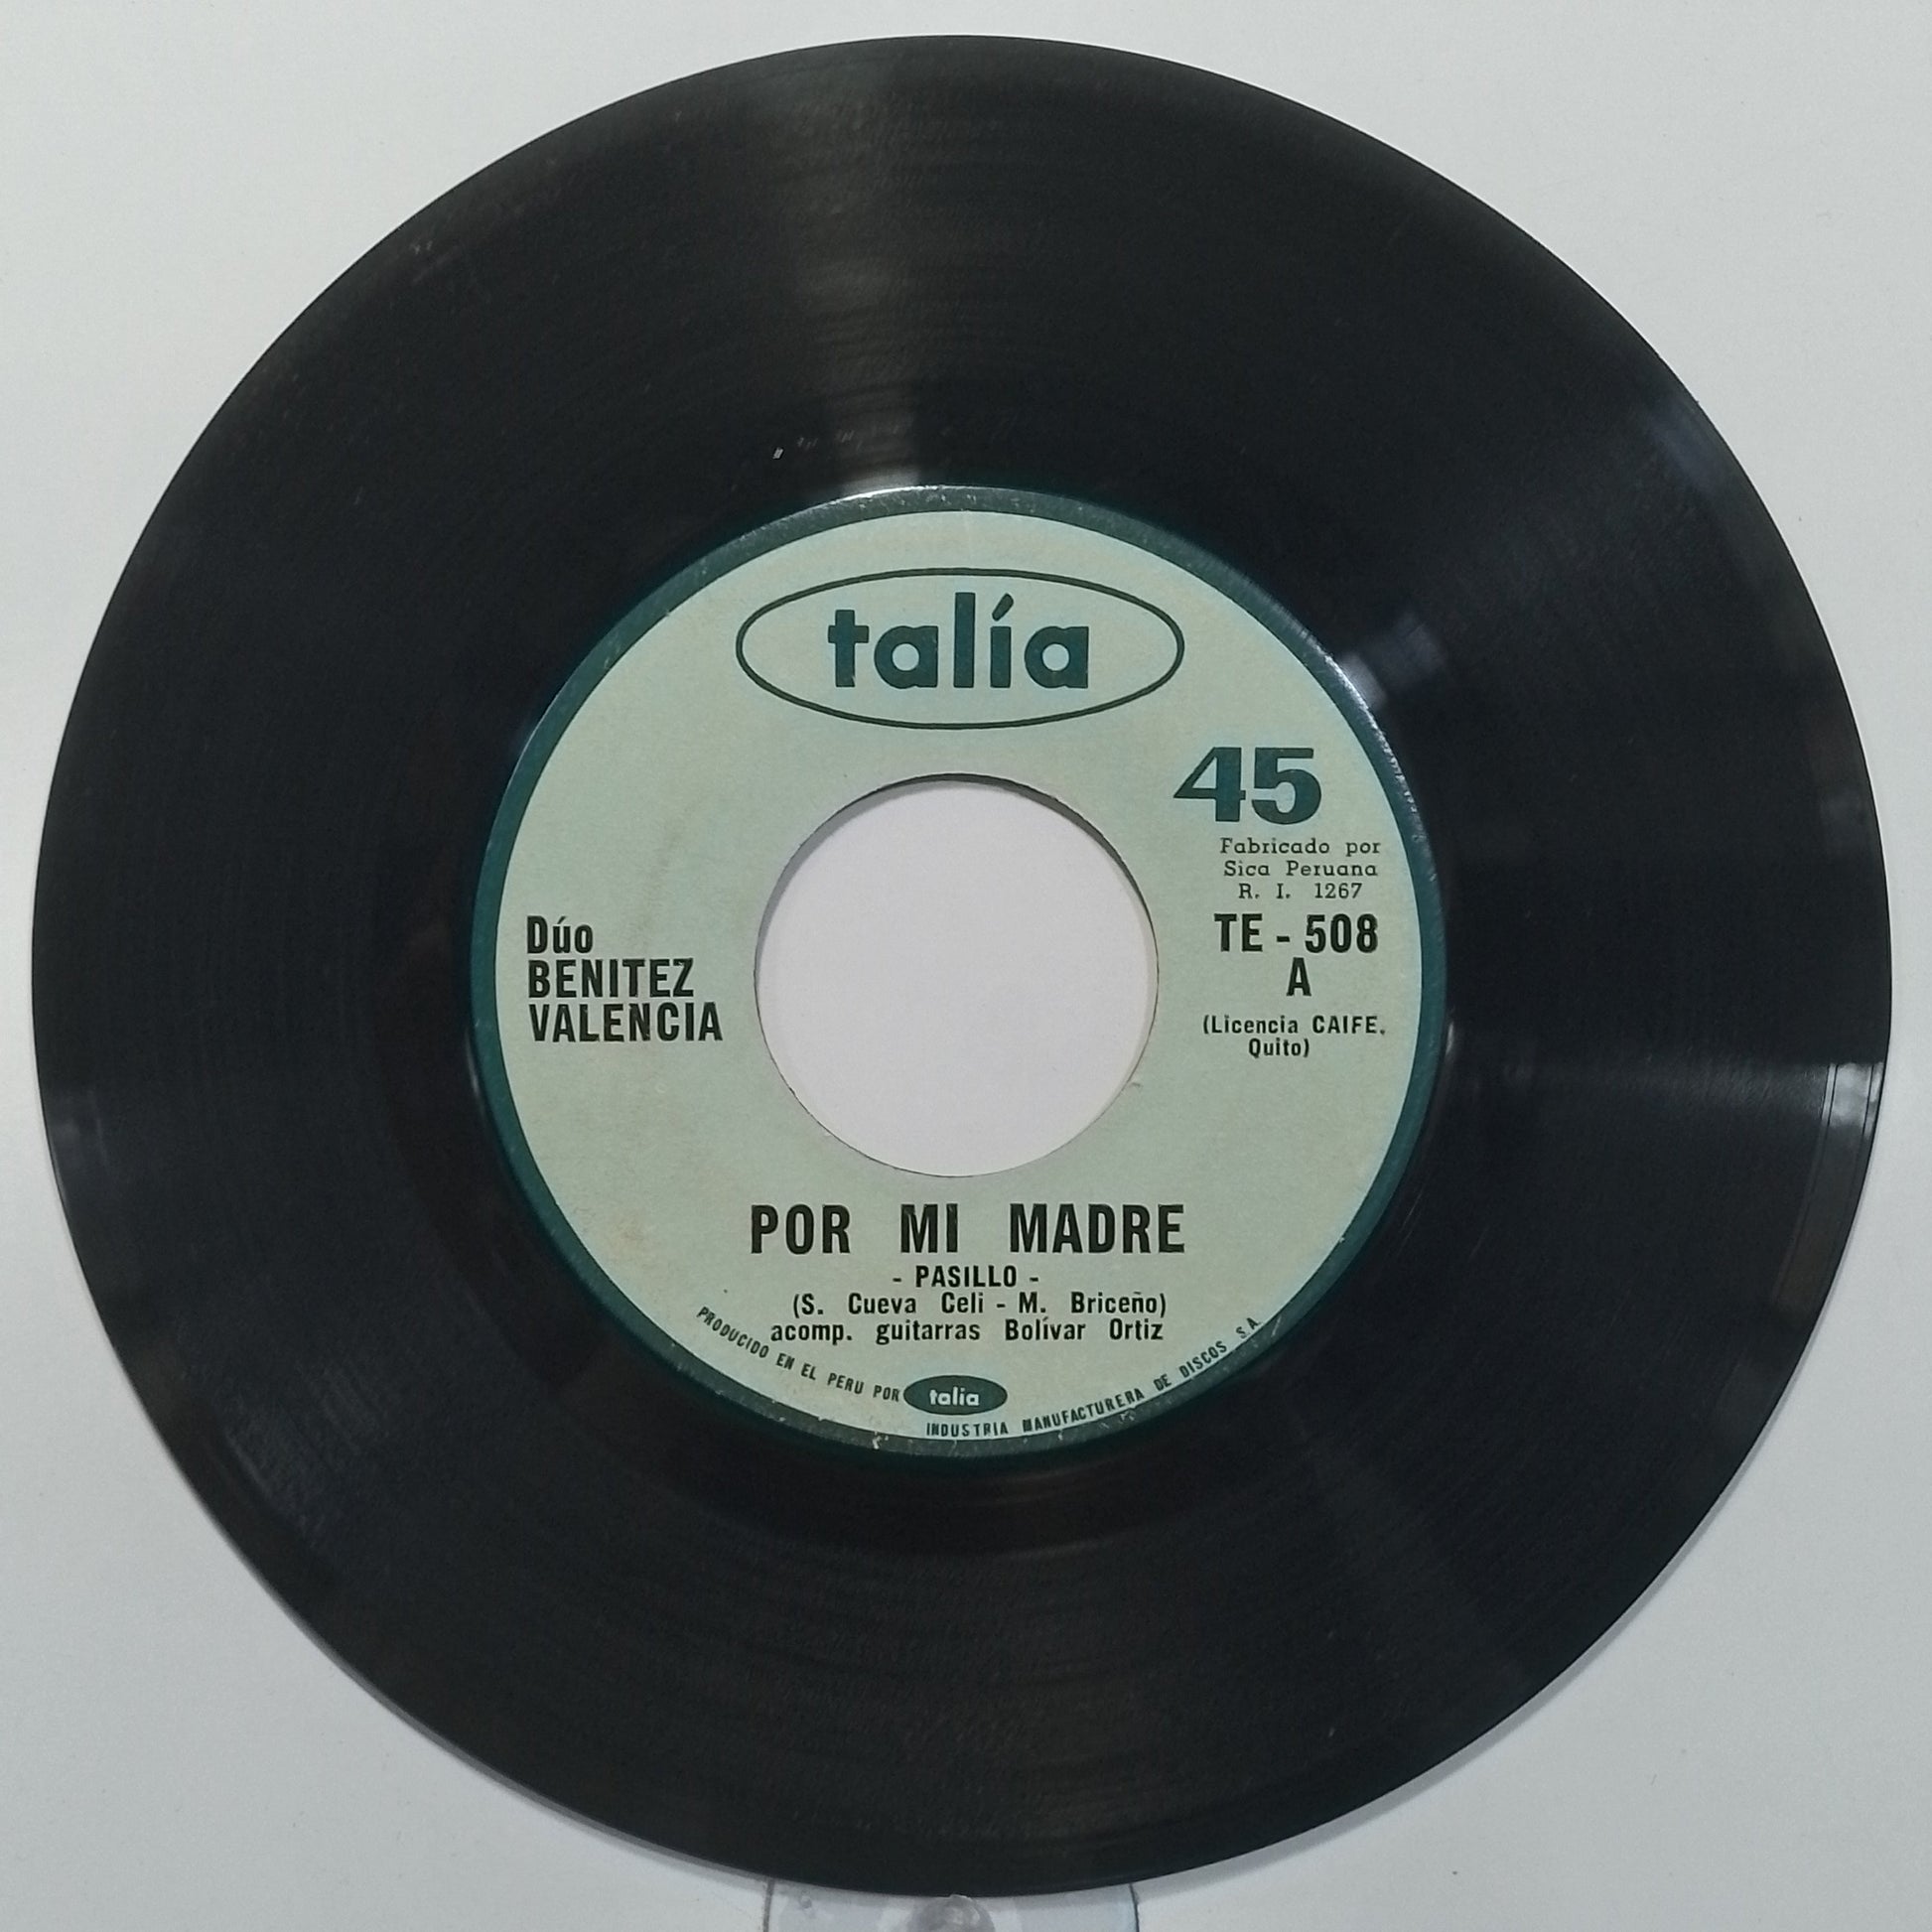 talía
45
Fabricado por
Sica Peruana
R. I. 1267
TE - 508
A
(Licencia CAIFE.
Quito)
Dúo
BENITEZ
VALENCIA
POR MI MADRE
- PASILLO -
(S. Cueva Celi - M. Briceño)
acomp. guitarras Bolívar Ortiz
PRODUCIDO EN EL PERU POR talia INDUSTRIA MANUFACTURERA DE DISCOS S.A.